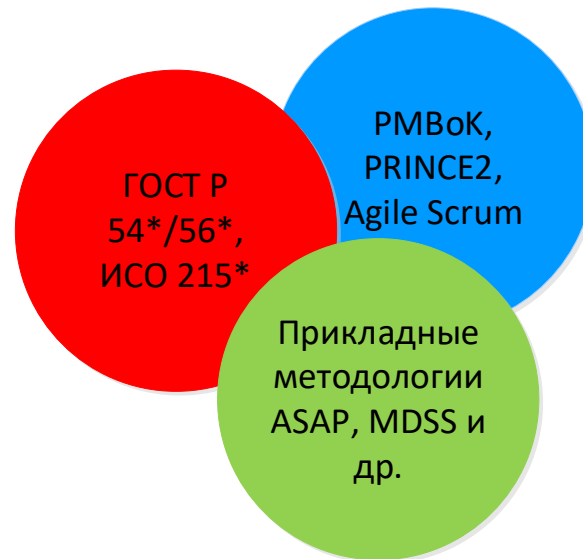 ГОСТ Р
54*/56*,
ИСО 215*
PMBoK,
PRINCE2,
Agile Scrum
Прикладные
методологии
ASAP, MDSS и
др.